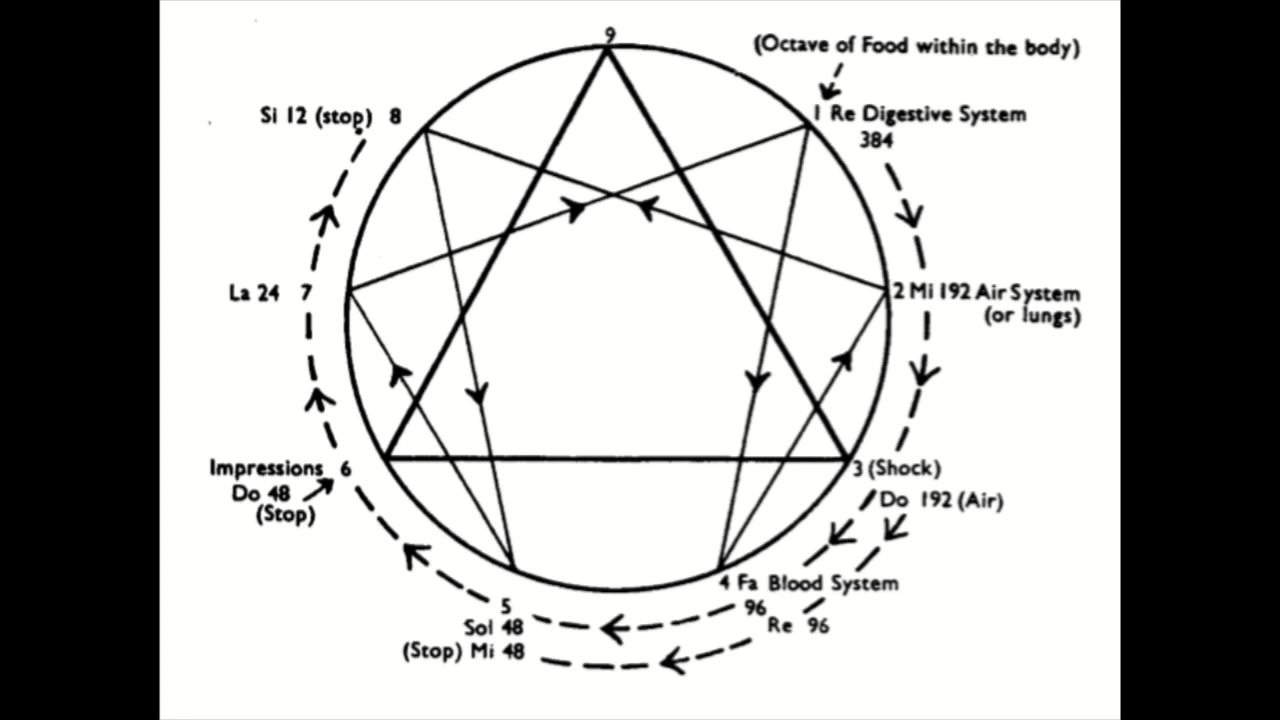 9
(Octave of Food within the body)
Si 12 (stop) 8
1 Re Digestive System
384
La 24 7
2 Mi 192 Air System
(or lungs)
Impressions 6
Do 48
(Stop)
3 (Shock)
Do 192 (Air)
4 Fa Blood System
96
Re 96
5
Sol 48
(Stop) Mi 48